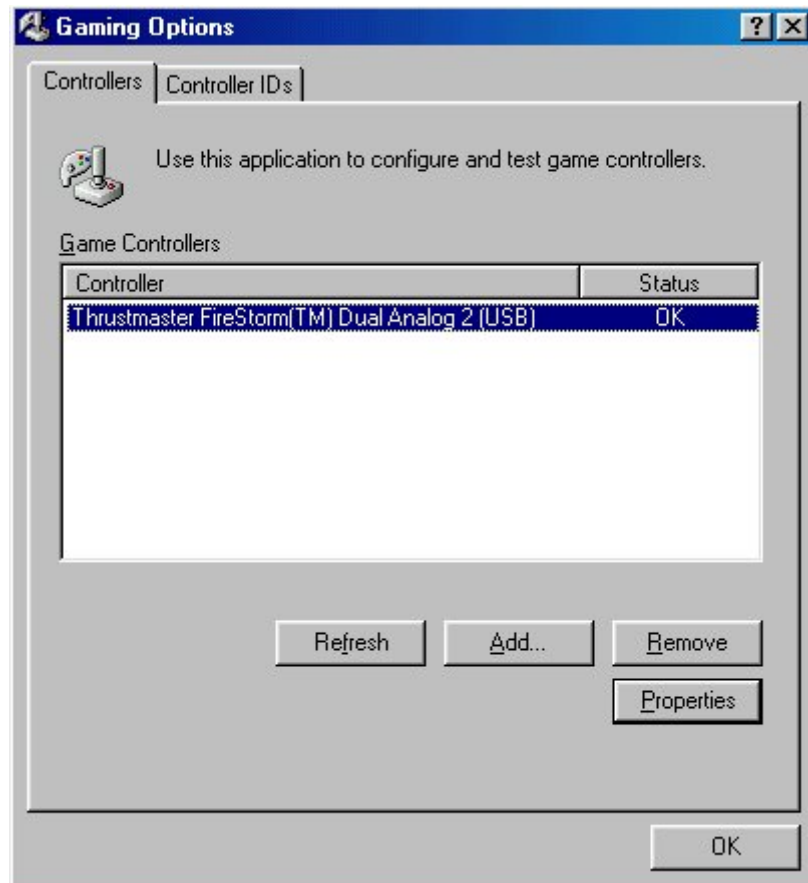 Gaming Options
Controllers Controller IDs
Use this application to configure and test game controllers.
Game Controllers
Controller Status
Thrustmaster FireStorm(TM) Dual Analog 2 (USB) OK
Refresh Add... Remove
Properties
OK